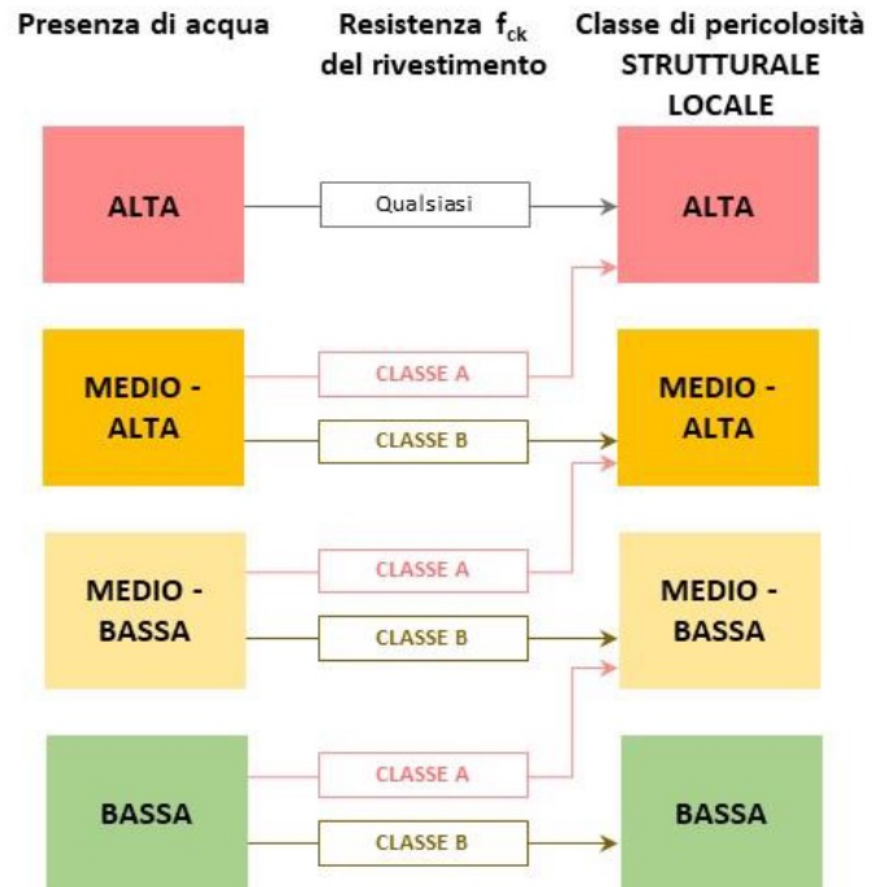 Presenza di acqua
Resistenza fck
del rivestimento
Classe di pericolosità
STRUTTURALE
LOCALE
ALTA
Qualsiasi
ALTA
MEDIO -
ALTA
CLASSE A
CLASSE B
MEDIO -
ALTA
MEDIO -
BASSA
CLASSE A
CLASSE B
MEDIO -
BASSA
BASSA
CLASSE A
CLASSE B
BASSA